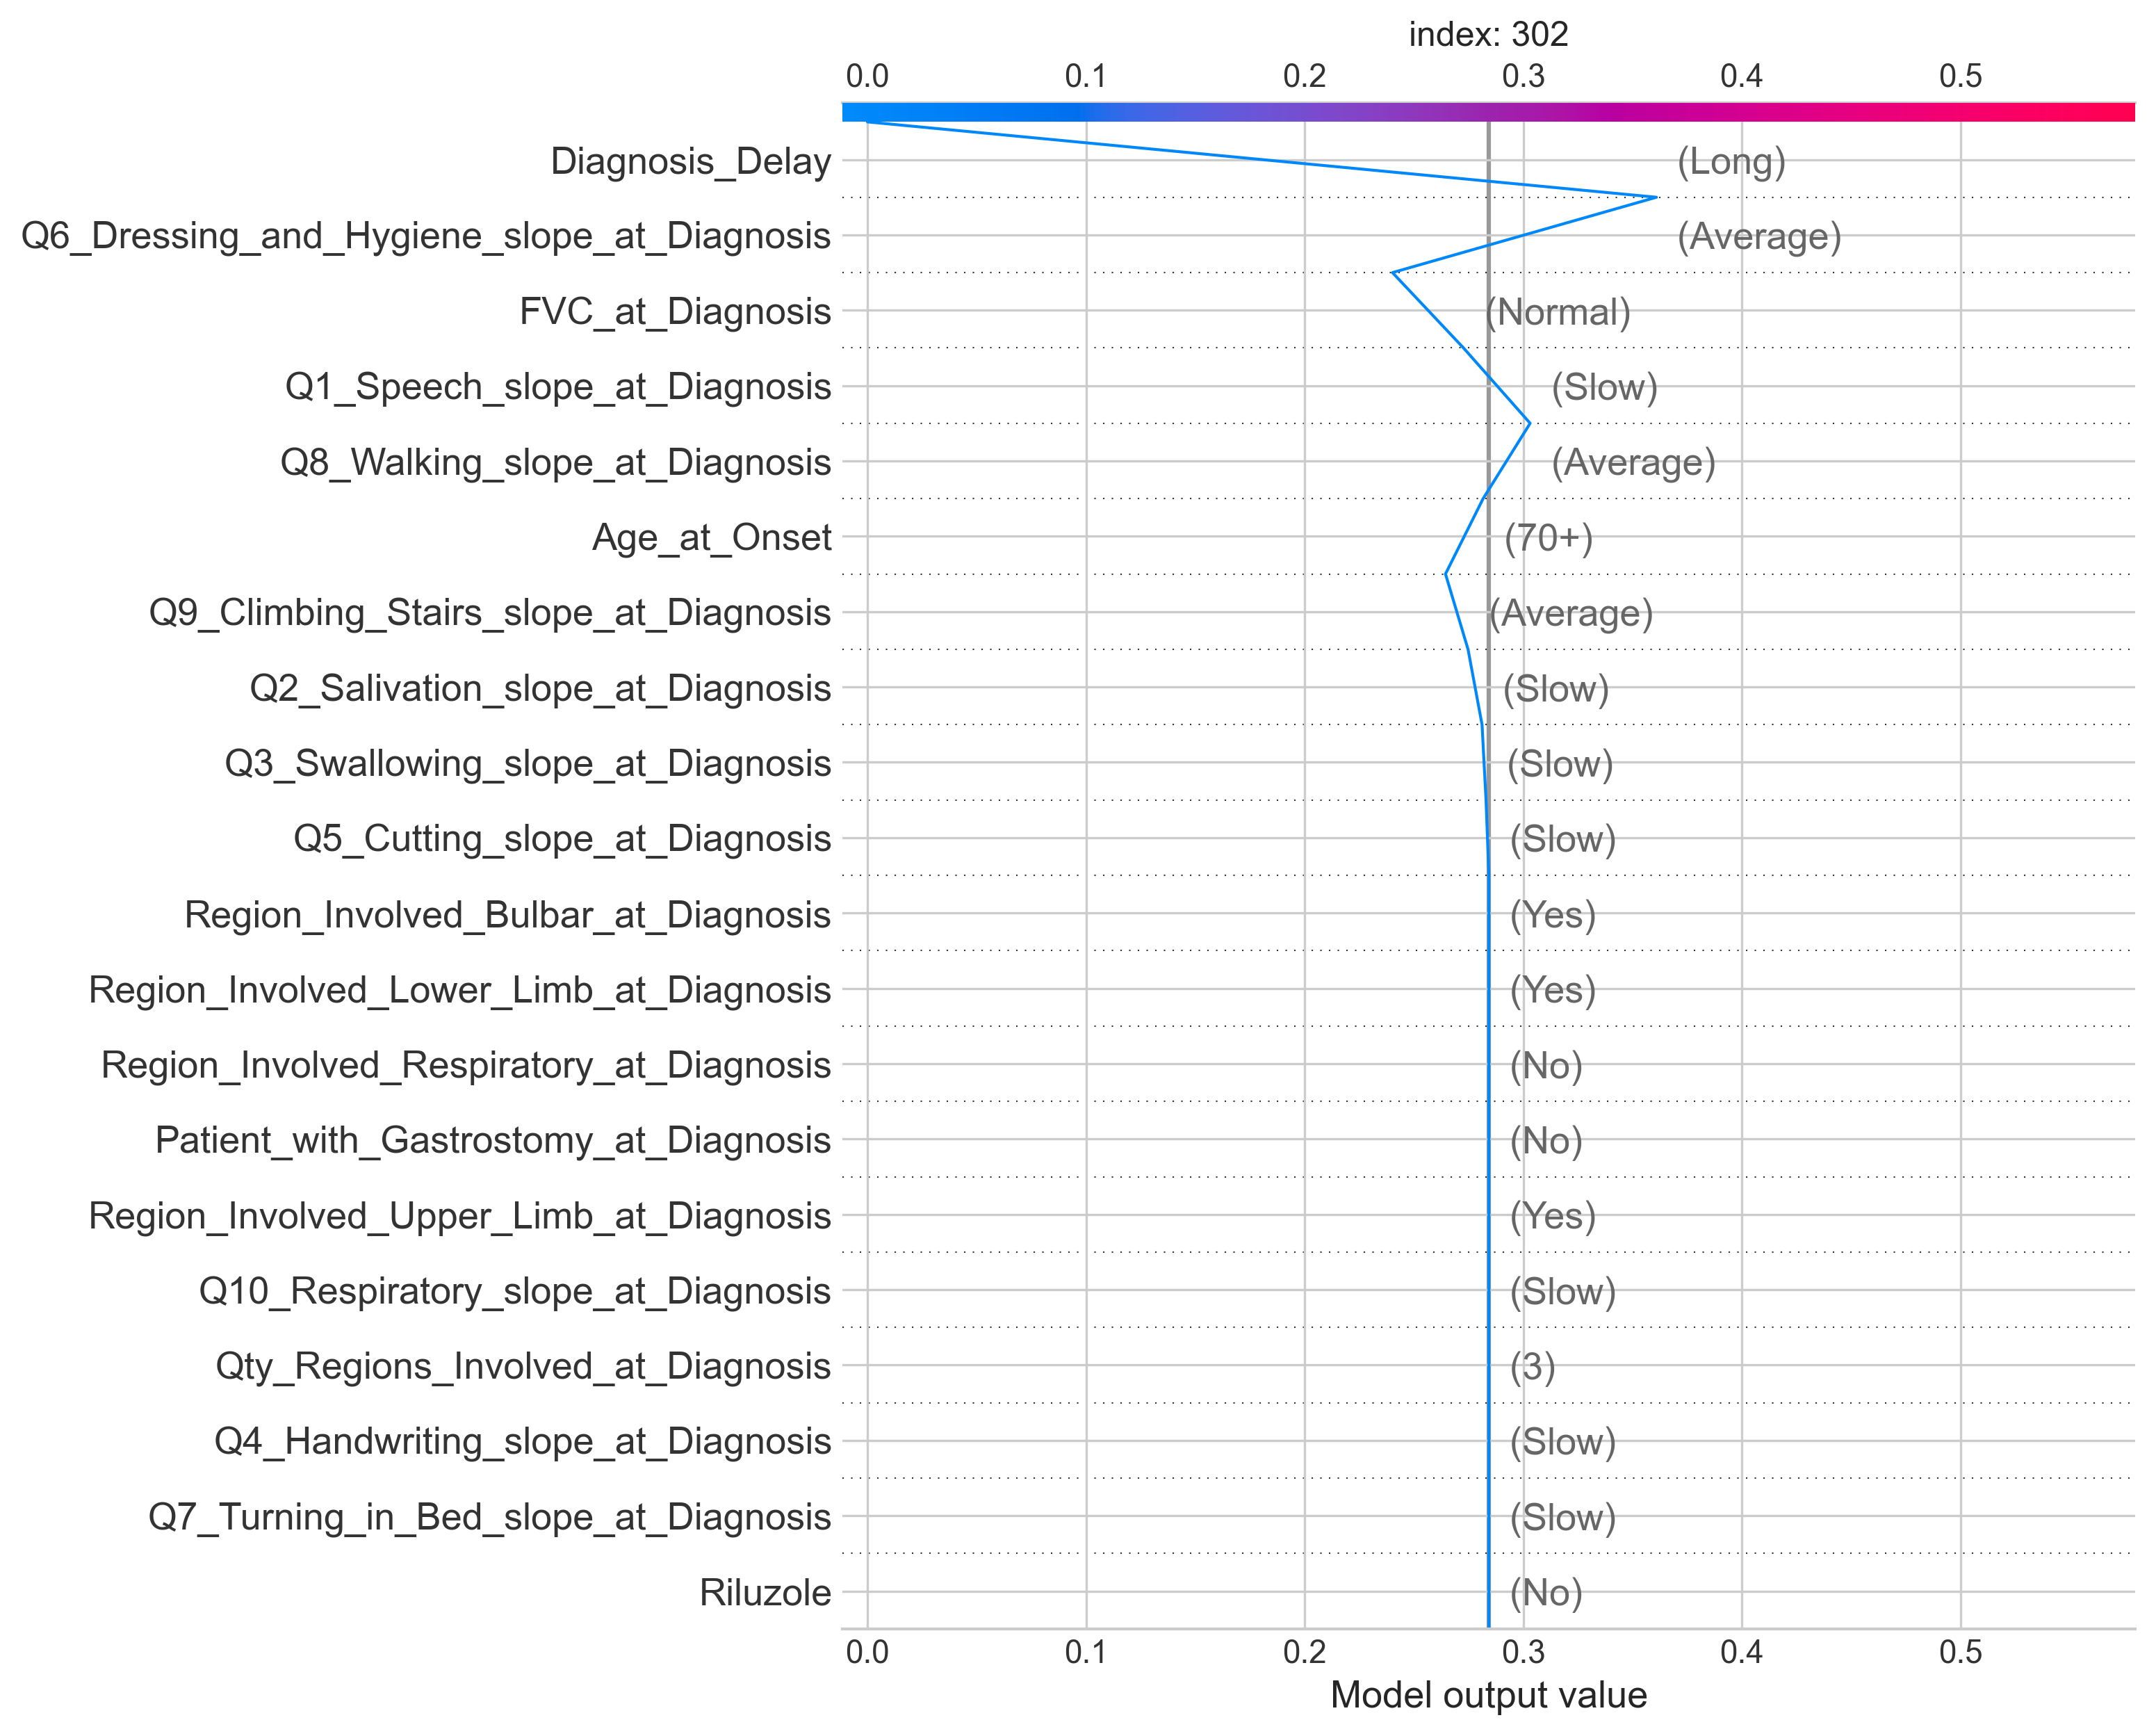 index: 302
0.0 0.1 0.2 0.3 0.4 0.5
Diagnosis_Delay (Long)
Q6_Dressing_and_Hygiene_slope_at_Diagnosis (Average)
FVC_at_Diagnosis (Normal)
Q1_Speech_slope_at_Diagnosis (Slow)
Q8_Walking_slope_at_Diagnosis (Average)
Age_at_Onset (70+)
Q9_Climbing_Stairs_slope_at_Diagnosis (Average)
Q2_Salivation_slope_at_Diagnosis (Slow)
Q3_Swallowing_slope_at_Diagnosis (Slow)
Q5_Cutting_slope_at_Diagnosis (Slow)
Region_Involved_Bulbar_at_Diagnosis (Yes)
Region_Involved_Lower_Limb_at_Diagnosis (Yes)
Region_Involved_Respiratory_at_Diagnosis (No)
Patient_with_Gastrostomy_at_Diagnosis (No)
Region_Involved_Upper_Limb_at_Diagnosis (Yes)
Q10_Respiratory_slope_at_Diagnosis (Slow)
Qty_Regions_Involved_at_Diagnosis (3)
Q4_Handwriting_slope_at_Diagnosis (Slow)
Q7_Turning_in_Bed_slope_at_Diagnosis (Slow)
Riluzole (No)
0.0 0.1 0.2 0.3 0.4 0.5
Model output value